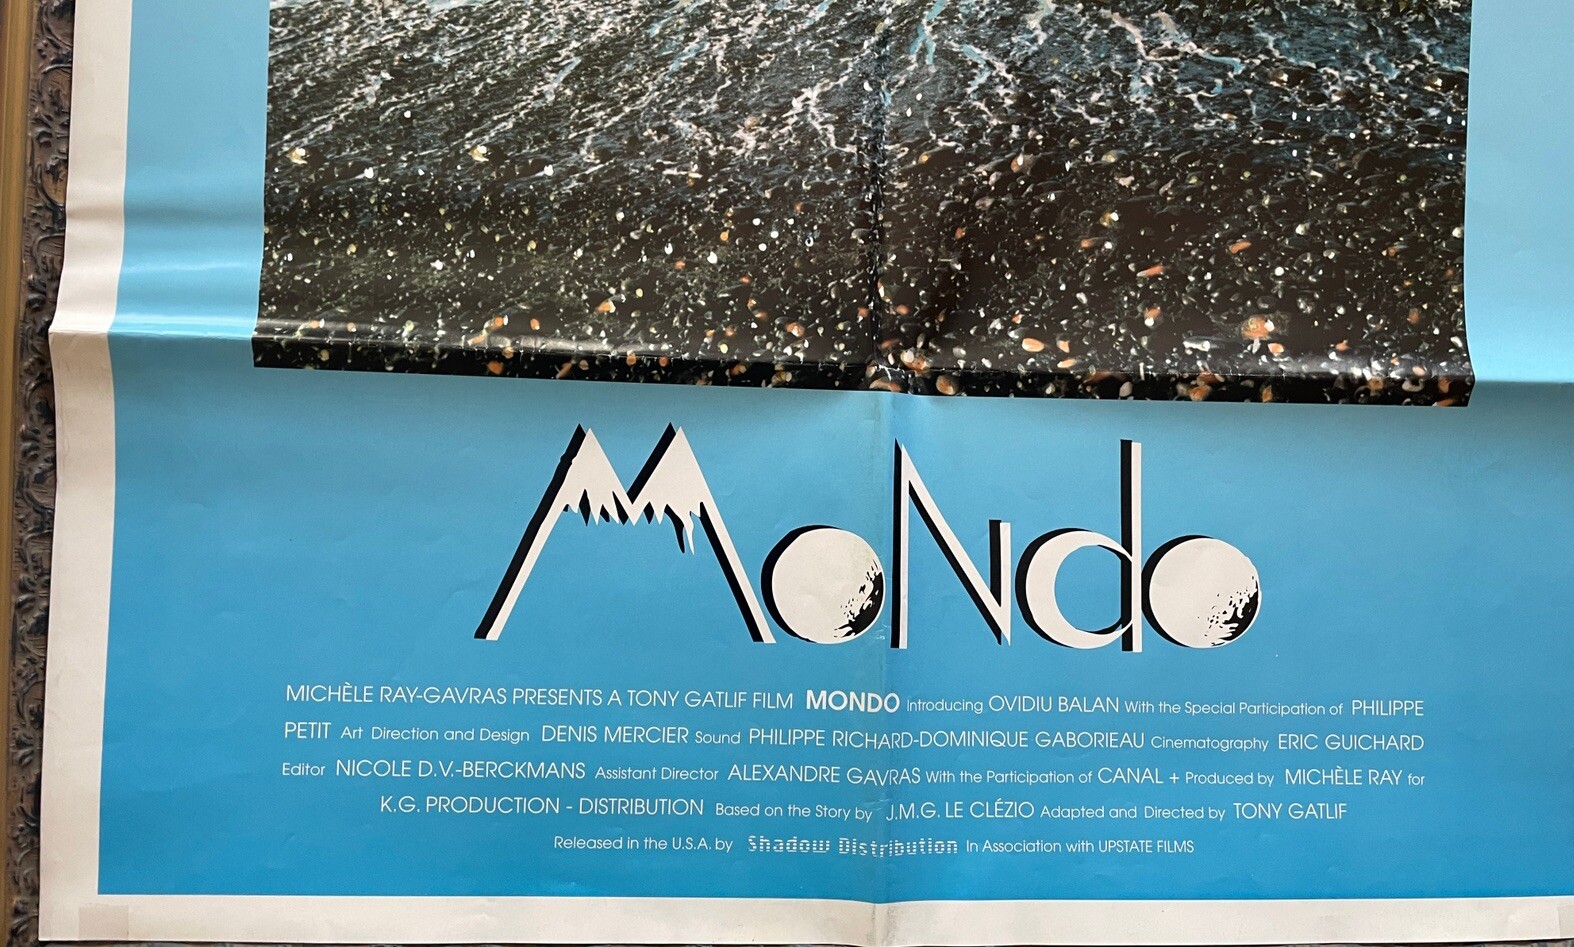 MoNdo
MICHÈLE RAY-GAVRAS PRESENTS A TONY GATLIF FILM MONDO introducing OVIDIU BALAN With the Special Participation of PHILIPPE
PETIT Art Direction and Design DENIS MERCIER Sound PHILIPPE RICHARD-DOMINIQUE GABORIEAU Cinematography ERIC GUICHARD
Editor NICOLE D.V.-BERCKMANS Assistant Director ALEXANDRE GAVRAS With the Participation of CANAL + Produced by MICHÈLE RAY for
K.G. PRODUCTION - DISTRIBUTION Based on the Story by J.M.G. LE CLÉZIO Adapted and Directed by TONY GATLIF
Released in the U.S.A. by Shadow Distribution In Association with UPSTATE FILMS